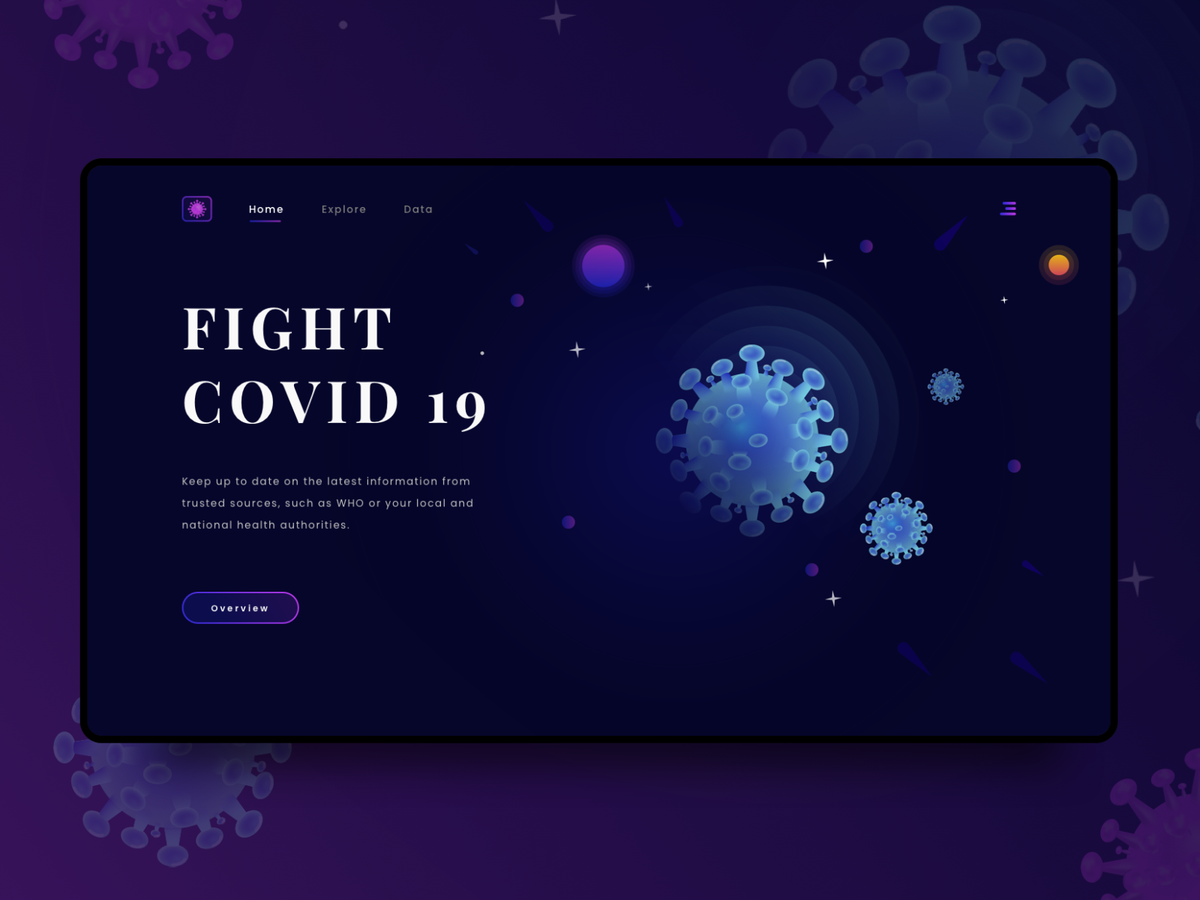 Home
Explore
Data
FIGHT
COVID 19
Keep up to date on the latest information from
trusted sources, such as WHO or your local and
national health authorities.
Overview